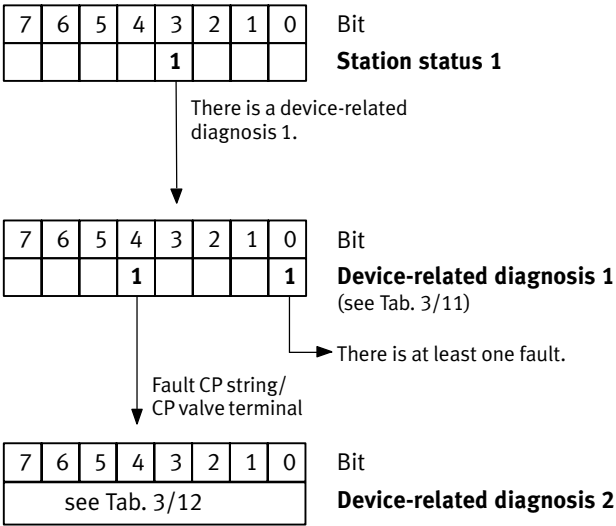 7 6 5 4 3 2 1 0 Bit
1 Station status 1
There is a device-related
diagnosis 1.
7 6 5 4 3 2 1 0 Bit
1 1 Device-related diagnosis 1
(see Tab. 3/11)
There is at least one fault.
Fault CP string/
CP valve terminal
7 6 5 4 3 2 1 0 Bit
see Tab. 3/12 Device-related diagnosis 2